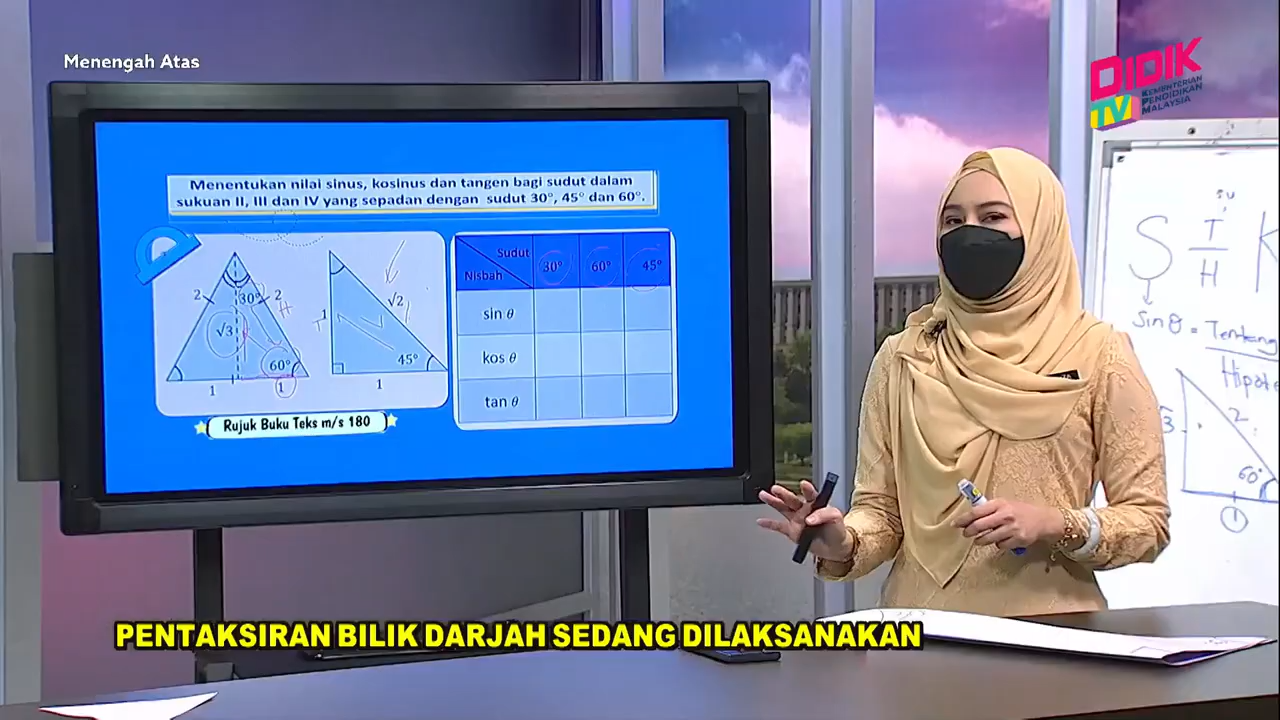 Menengah Atas
DIDIK
TV
KEMENTERIAN
PENDIDIKAN
MALAYSIA
Menentukan nilai sinus, kosinus dan tangen bagi sudut dalam
sukuan II, III dan IV yang sepadan dengan sudut 30°, 45° dan 60°.
2 30° 2 H
√3
60°
1 1
1 √2
45°
1
Rujuk Buku Teks m/s 180
Sudut 30° 60° 45°
Nisbah
sin θ
kos θ
tan θ
S T K
H
sin θ = Tentang
Hipot
3 2
60°
1
PENTAKSIRAN BILIK DARJAH SEDANG DILAKSANAKAN